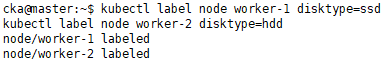 cka@master:~$ kubectl label node worker-1 disktype=ssd
kubectl label node worker-2 disktype=hdd
node/worker-1 labeled
node/worker-2 labeled